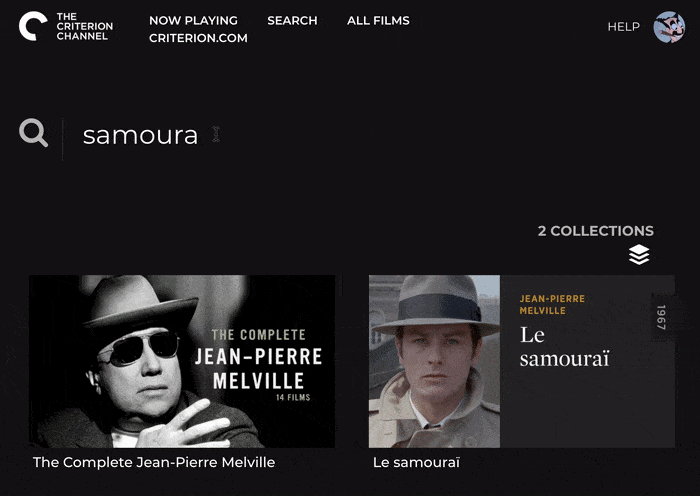 THE
CRITERION
CHANNEL
NOW PLAYING
SEARCH
ALL FILMS
CRITERION.COM
HELP
samoura
2 COLLECTIONS
THE COMPLETE
JEAN–PIERRE
MELVILLE
14 FILMS
JEAN-PIERRE
MELVILLE
Le
samouraï
1967
The Complete Jean-Pierre Melville
Le samouraï